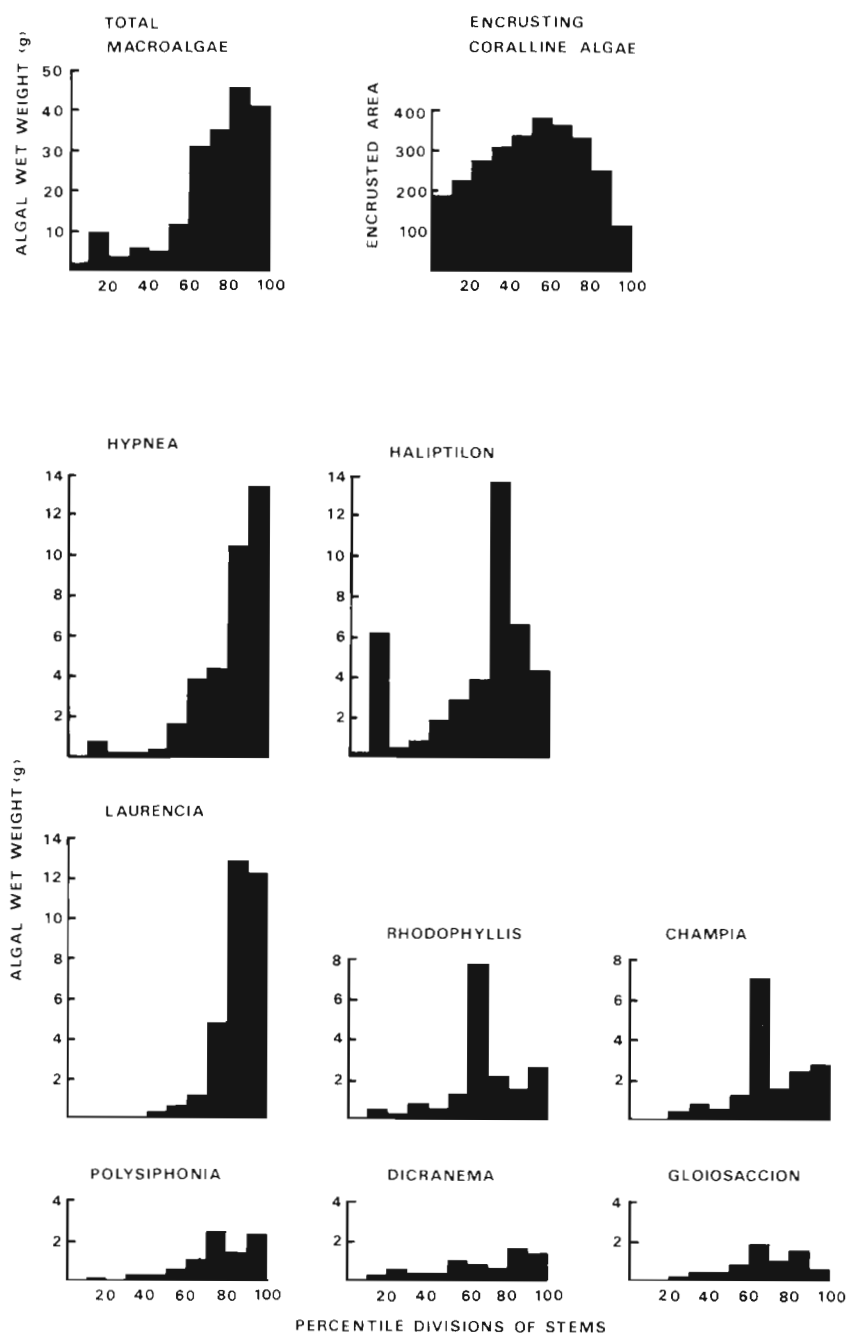 TOTAL
MACROALGAE
ALGAL WET WEIGHT (g)
50
40
30
20
10
20 40 60 80 100
ENCRUSTING
CORALLINE ALGAE
ENCRUSTED AREA
400
300
200
100
20 40 60 80 100
HYPNEA
14
12
10
8
6
4
2
HALIPTILON
14
12
10
8
6
4
2
ALGAL WET WEIGHT (g)
LAURENCIA
14
12
10
8
6
4
2
RHODOPHYLLIS
8
6
4
2
CHAMPIA
8
6
4
2
POLYSIPHONIA
4
2
20 40 60 80 100
DICRANEMA
4
2
20 40 60 80 100
GLOIOSACCION
4
2
20 40 60 80 100
PERCENTILE DIVISIONS OF STEMS